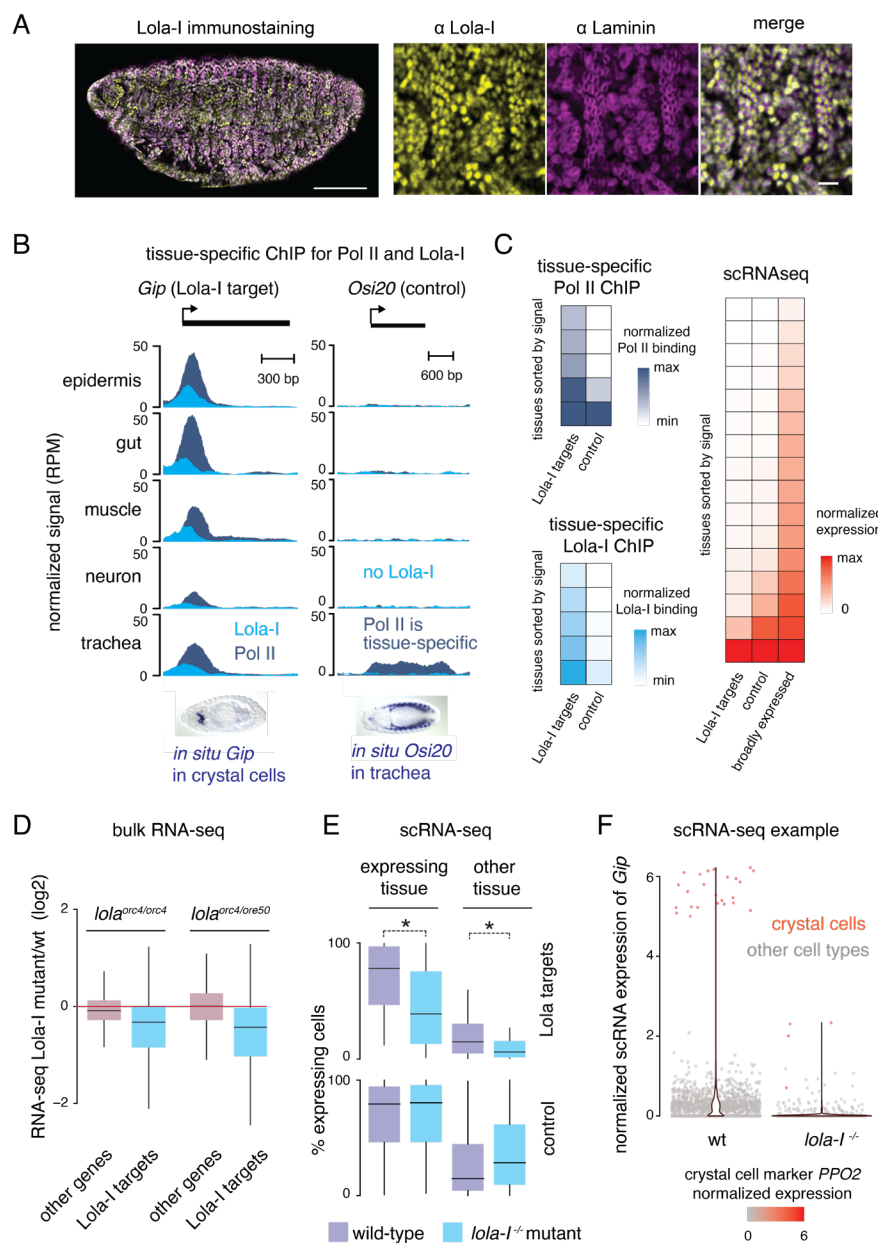 A
Lola-I immunostaining
α Lola-I
α Laminin
merge
B
tissue-specific ChIP for Pol II and Lola-I
Gip (Lola-I target)
Osi20 (control)
300 bp
600 bp
normalized signal (RPM)
epidermis
50
0
50
0
gut
50
0
50
0
muscle
50
0
50
0
neuron
50
0
50
0
no Lola-I
trachea
50
0
50
0
Lola-I
Pol II
Pol II is
tissue-specific
in situ Gip
in crystal cells
in situ Osi20
in trachea
C
tissue-specific
Pol II ChIP
tissues sorted by signal
normalized
Pol II binding
max
min
Lola-I targets
control
tissue-specific
Lola-I ChIP
tissues sorted by signal
normalized
Lola-I binding
max
min
Lola-I targets
control
scRNAseq
tissues sorted by signal
normalized
expression
max
0
Lola-I targets
control
broadly expressed
D
bulk RNA-seq
lola orc4/orc4
lola orc4/ore50
RNA-seq Lola-I mutant/wt (log2)
2
0
−2
other genes
Lola-I targets
other genes
Lola-I targets
E
scRNA-seq
expressing
tissue
other
tissue
*
*
% expressing cells
100
0
100
0
Lola targets
control
wild-type
lola-I -/- mutant
F
scRNA-seq example
normalized scRNA expression of Gip
6
4
2
0
crystal cells
other cell types
wt
lola-I -/-
crystal cell marker PPO2
normalized expression
0
6